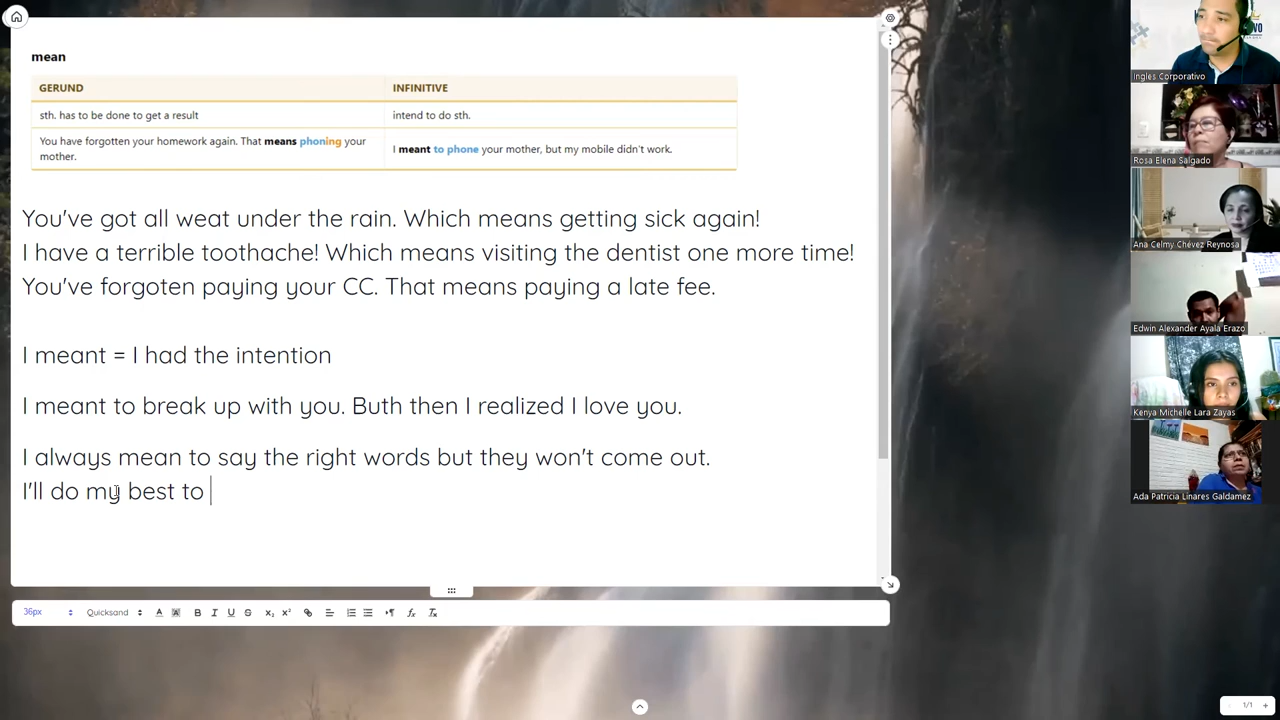 mean
GERUND INFINITIVE
sth. has to be done to get a result intend to do sth.
You have forgotten your homework again. That means phoning your
mother.
I meant to phone your mother, but my mobile didn't work.
You've got all weat under the rain. Which means getting sick again!
I have a terrible toothache! Which means visiting the dentist one more time!
You've forgoten paying your CC. That means paying a late fee.
I meant = I had the intention
I meant to break up with you. Buth then I realized I love you.
I always mean to say the right words but they won't come out.
I'll do my best to
36px Quicksand
1/1
Ingles Corporativo
Rosa Elena Salgado
Ana Celmy Chévez Reynosa
Edwin Alexander Ayala Erazo
Kenya Michelle Lara Zayas
Ada Patricia Linares Galdamez